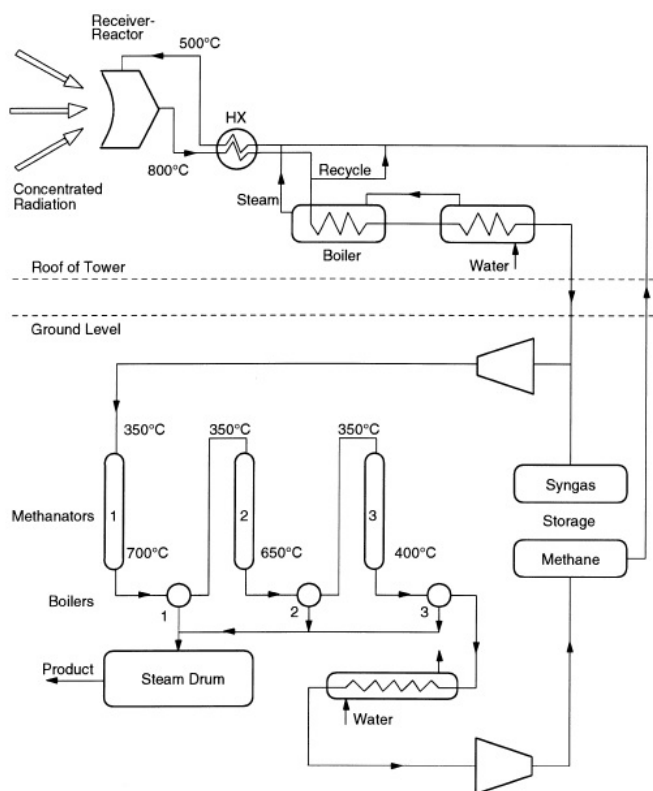 Receiver-
Reactor
500°C
HX
800°C
Recycle
Steam
Concentrated
Radiation
Boiler
Water
Roof of Tower
Ground Level
350°C
350°C
350°C
Syngas
Storage
Methane
Methanators
1
2
3
700°C
650°C
400°C
Boilers
1
2
3
Product
Steam Drum
Water